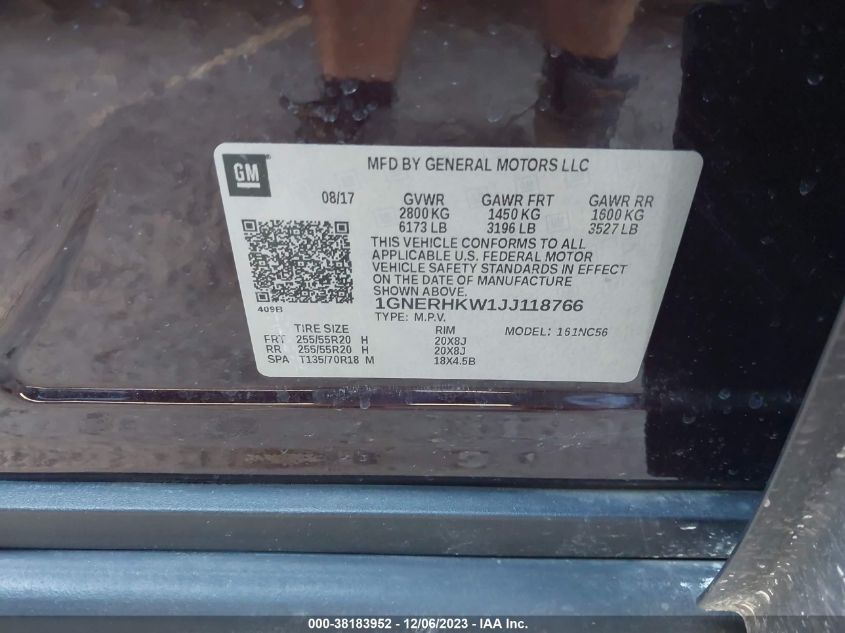 GM
MFD BY GENERAL MOTORS LLC
08/17 GVWR GAWR FRT GAWR RR
2800 KG 1450 KG 1600 KG
6173 LB 3196 LB 3527 LB
THIS VEHICLE CONFORMS TO ALL
APPLICABLE U.S. FEDERAL MOTOR
VEHICLE SAFETY STANDARDS IN EFFECT
ON THE DATE OF MANUFACTURE
SHOWN ABOVE.
409B
1GNERHKW1JJ118766
TYPE: M.P.V. MODEL: 161NC56
TIRE SIZE RIM
FRT 255/55R20 H 20X8J
RR 255/55R20 H 20X8J
SPA T135/70R18 M 18X4.5B
000-38183952 - 12/06/2023 - © IAA Inc.